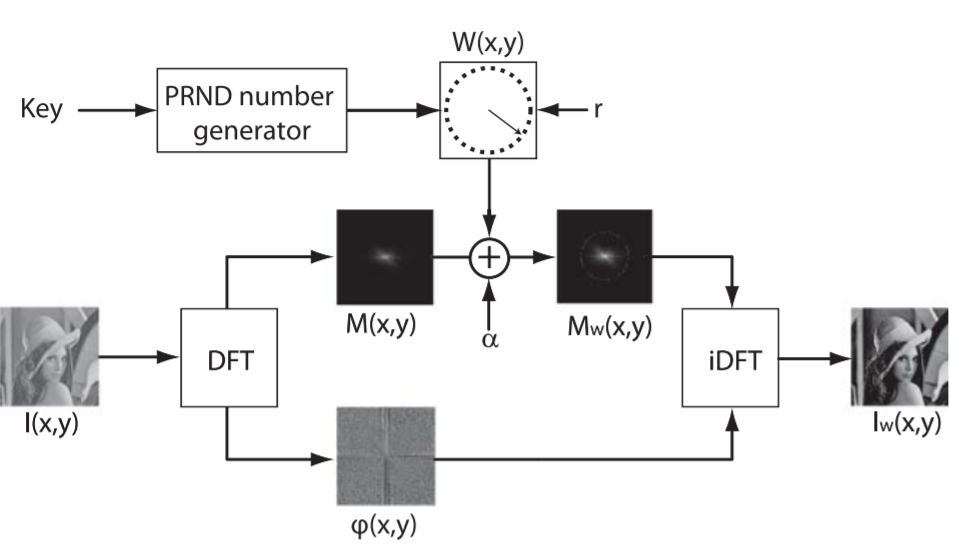 W(x,y)
Key
PRND number
generator
r
M(x,y)
α
Mw(x,y)
DFT
iDFT
I(x,y)
Iw(x,y)
φ(x,y)